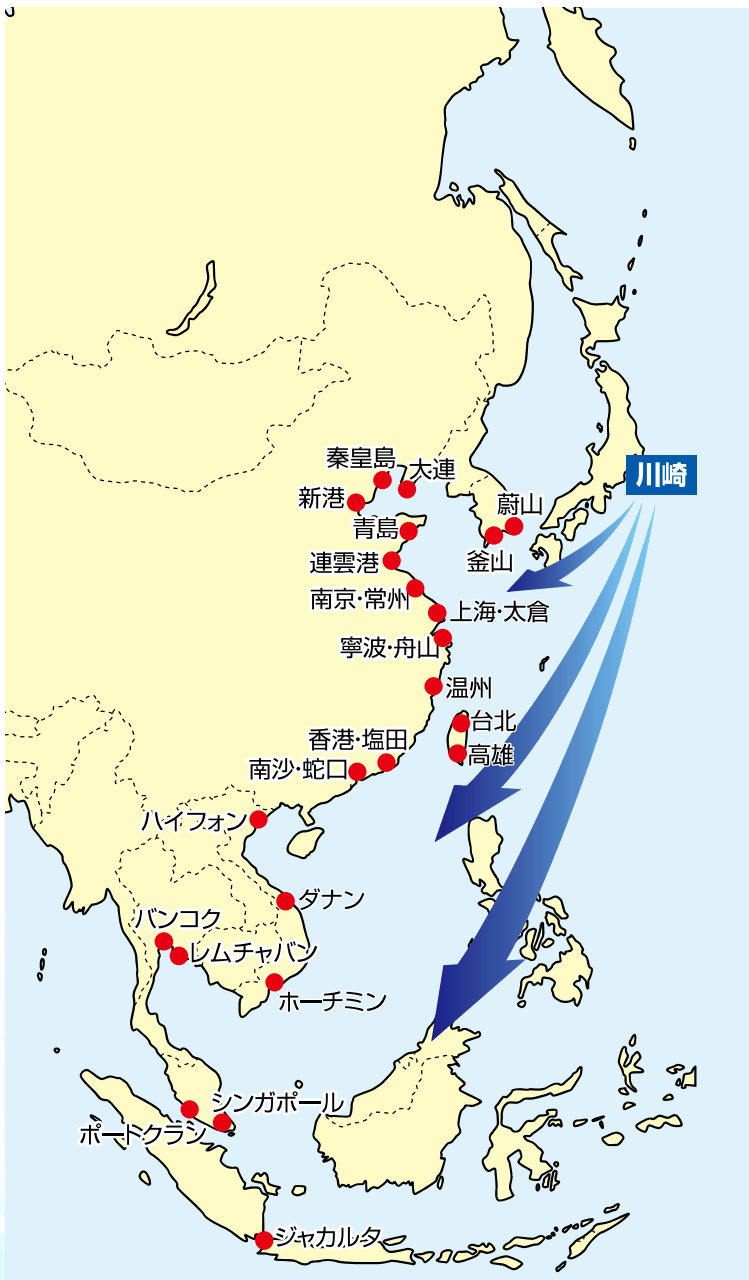 秦皇島
大連
川崎
新港
蔚山
青島
釜山
連雲港
南京・常州
上海・太倉
寧波・舟山
温州
台北
香港・塩田
高雄
南沙・蛇口
ハイフォン
ダナン
バンコク
レムチャバン
ホーチミン
シンガポール
ポートクラン
ジャカルタ